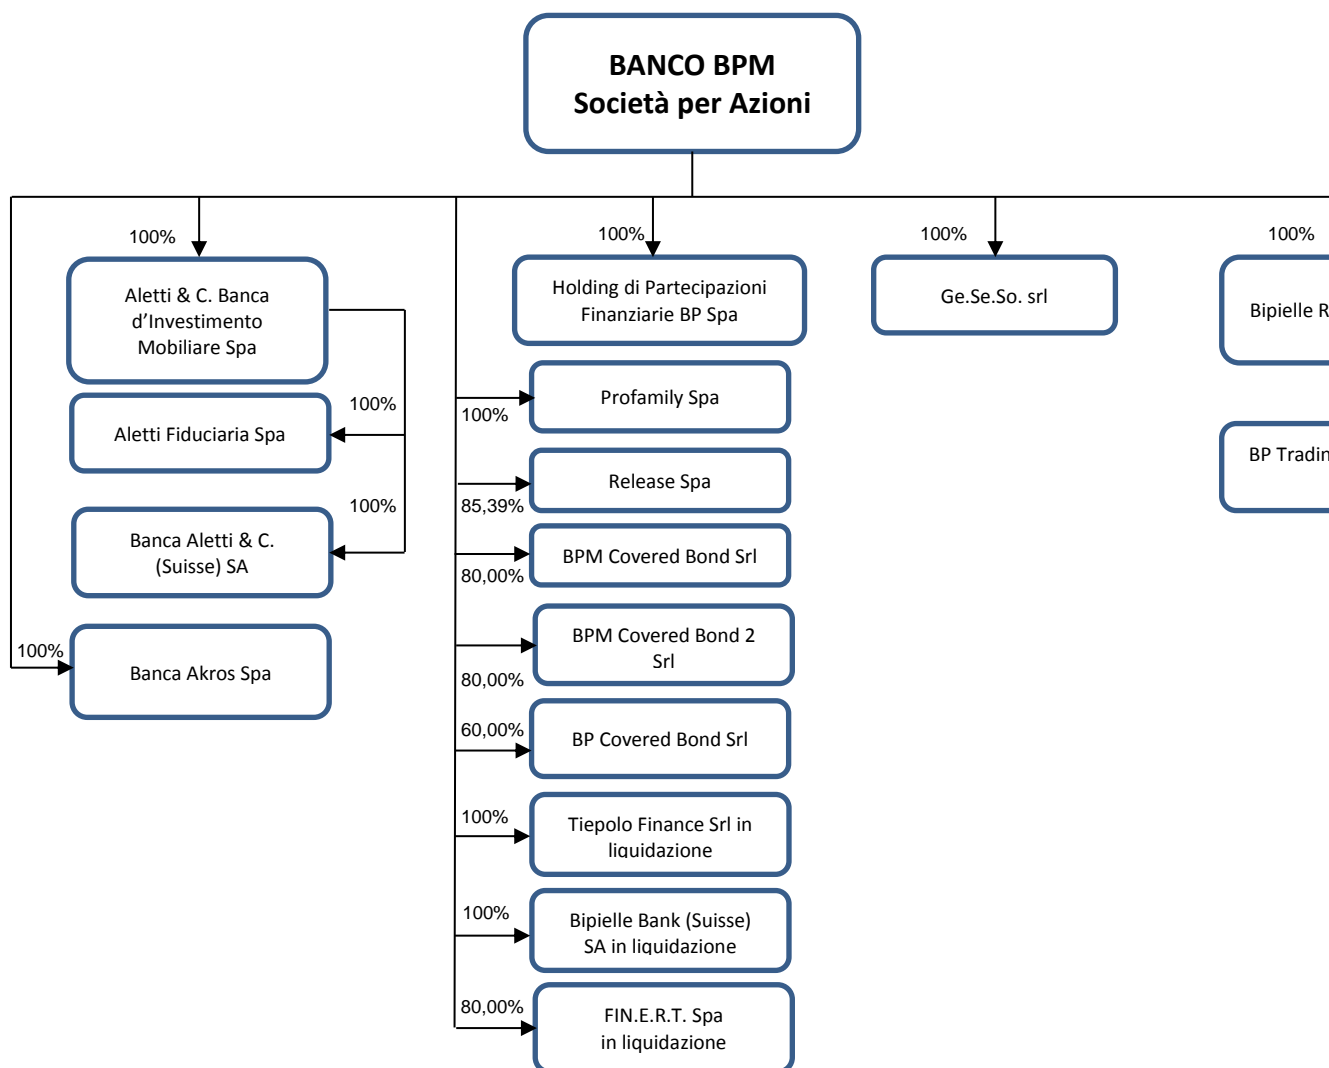 BANCO BPM
Società per Azioni
100%
100%
100%
100%
Aletti & C. Banca
d'Investimento
Mobiliare Spa
Holding di Partecipazioni
Finanziarie BP Spa
Ge.Se.So. srl
Bipielle R
100%
Aletti Fiduciaria Spa
100%
Profamily Spa
BP Tradin
100%
Banca Aletti & C.
(Suisse) SA
85,39%
Release Spa
80,00%
BPM Covered Bond Srl
100%
Banca Akros Spa
80,00%
BPM Covered Bond 2
Srl
60,00%
BP Covered Bond Srl
100%
Tiepolo Finance Srl in
liquidazione
100%
Bipielle Bank (Suisse)
SA in liquidazione
80,00%
FIN.E.R.T. Spa
in liquidazione